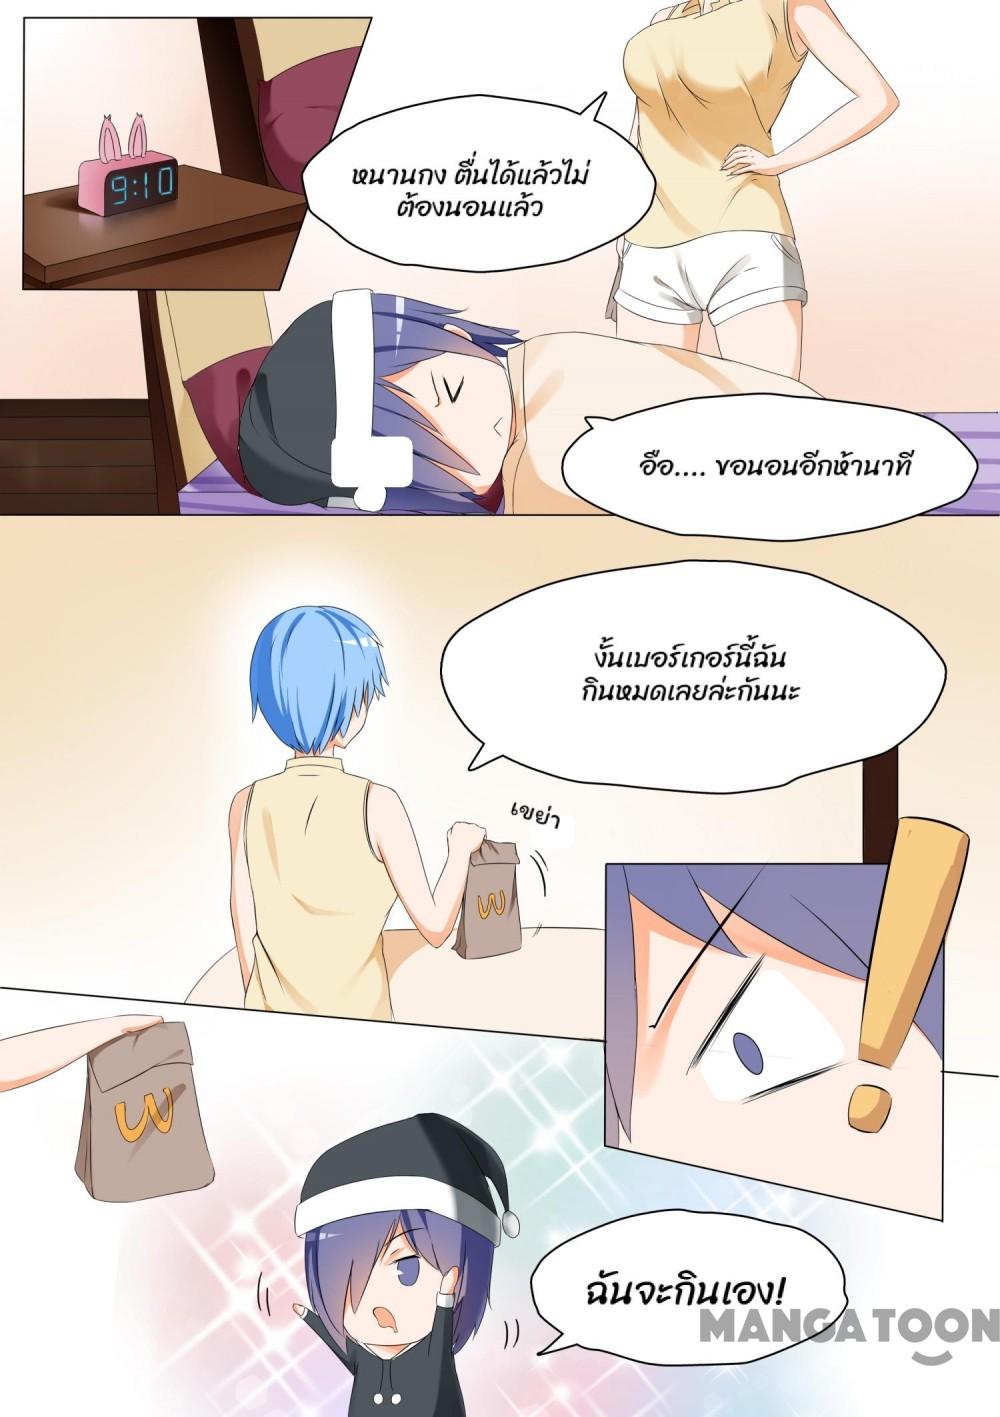 9:10
หนานกง ตื่นได้แล้วไม่
ต้องนอนแล้ว
อือ.... ขอนอนอีกห้านาที
งั้นเบอร์เกอร์นี้ฉัน
กินหมดเลยล่ะกันนะ
เขย่า
W
W
ฉันจะกินเอง!
MANGATOON